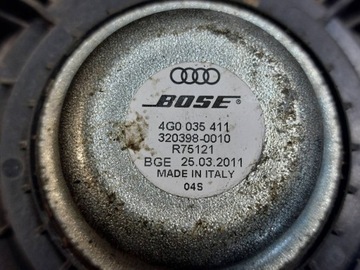 BOSE®
4G0 035 411
320398-0010
R75121
BGE 25.03.2011
MADE IN ITALY
04S